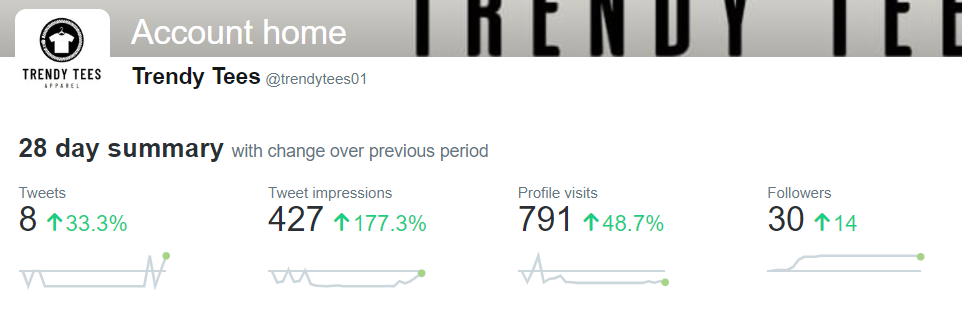 TRENDY TEE
Account home
TRENDY TEES
APPAREL
Trendy Tees @trendytees01
28 day summary with change over previous period
Tweets
8 ↑33.3%
Tweet impressions
427 ↑177.3%
Profile visits
791 ↑48.7%
Followers
30 ↑14